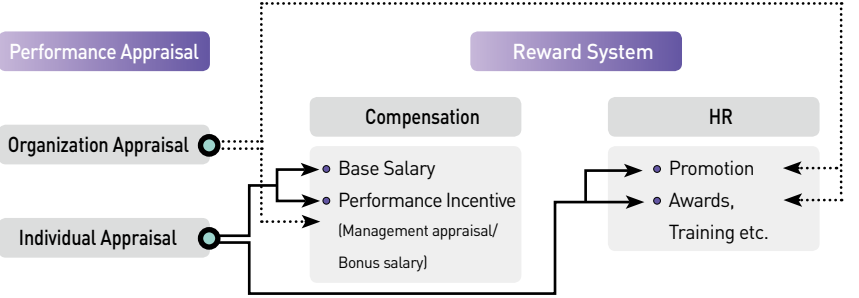 Performance Appraisal
Reward System
Compensation
HR
Organization Appraisal
Base Salary
Performance Incentive
(Management appraisal/
Bonus salary)
Promotion
Awards,
Training etc.
Individual Appraisal